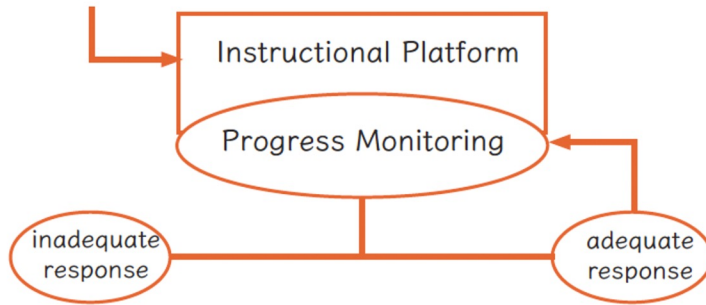 Instructional Platform
Progress Monitoring
inadequate
response
adequate
response